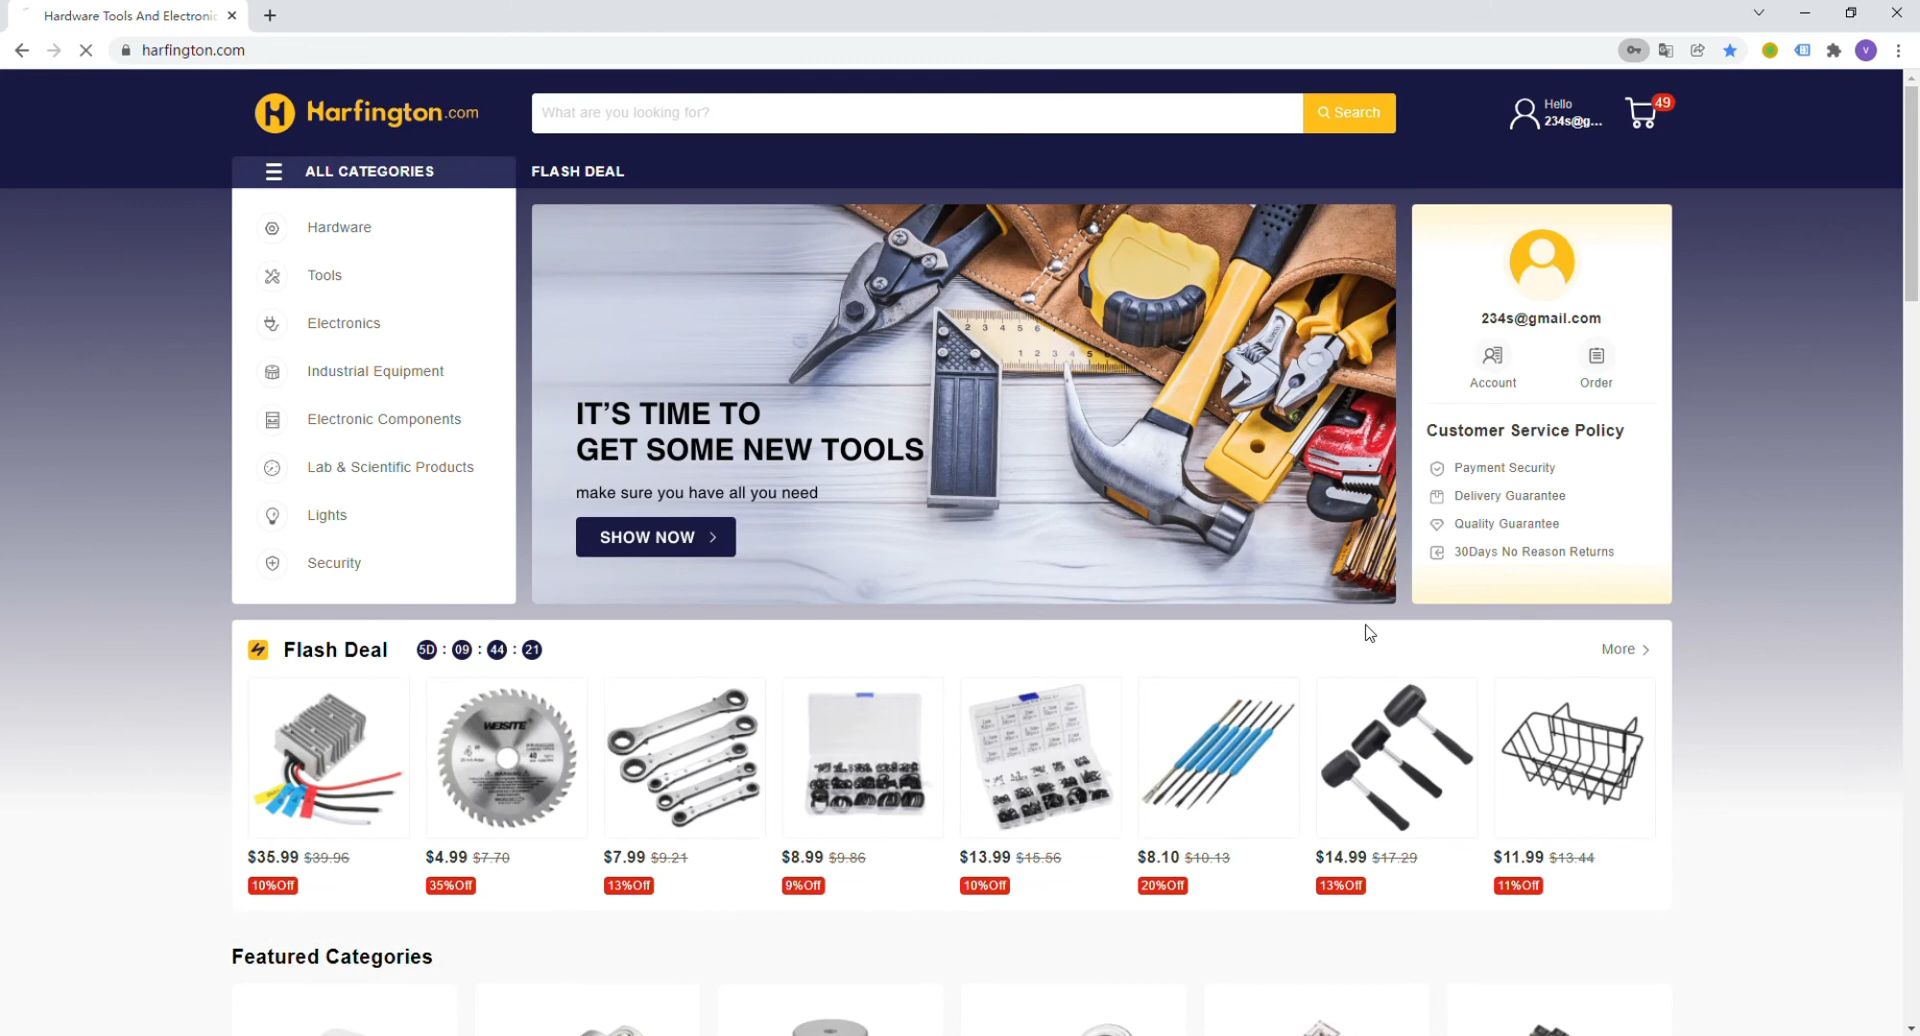 Hardware Tools And Electronic
harfington.com
V
Harfington.com
What are you looking for?
Search
Hello
234s@g...
49
ALL CATEGORIES
FLASH DEAL
Hardware
Tools
Electronics
Industrial Equipment
Electronic Components
Lab & Scientific Products
Lights
Security
IT’S TIME TO
GET SOME NEW TOOLS
make sure you have all you need
SHOW NOW
234s@gmail.com
Account
Order
Customer Service Policy
Payment Security
Delivery Guarantee
Quality Guarantee
30Days No Reason Returns
Flash Deal 5D : 09 : 44 : 21
More
WEBSITE
40
$35.99 $39.96
10%Off
$4.99 $7.70
35%Off
$7.99 $9.21
13%Off
$8.99 $9.86
9%Off
$13.99 $15.56
10%Off
$8.10 $10.13
20%Off
$14.99 $17.29
13%Off
$11.99 $13.44
11%Off
Featured Categories